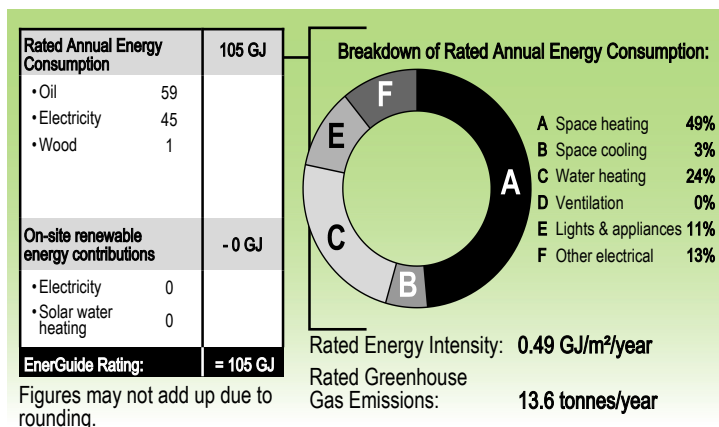 Rated Annual Energy
Consumption
105 GJ
• Oil 59
• Electricity 45
• Wood 1
On-site renewable
energy contributions
- 0 GJ
• Electricity 0
• Solar water
heating
0
EnerGuide Rating: = 105 GJ
Figures may not add up due to
rounding.
Breakdown of Rated Annual Energy Consumption:
F
E
A
C
B
A Space heating 49%
B Space cooling 3%
C Water heating 24%
D Ventilation 0%
E Lights & appliances 11%
F Other electrical 13%
Rated Energy Intensity: 0.49 GJ/m²/year
Rated Greenhouse
Gas Emissions: 13.6 tonnes/year